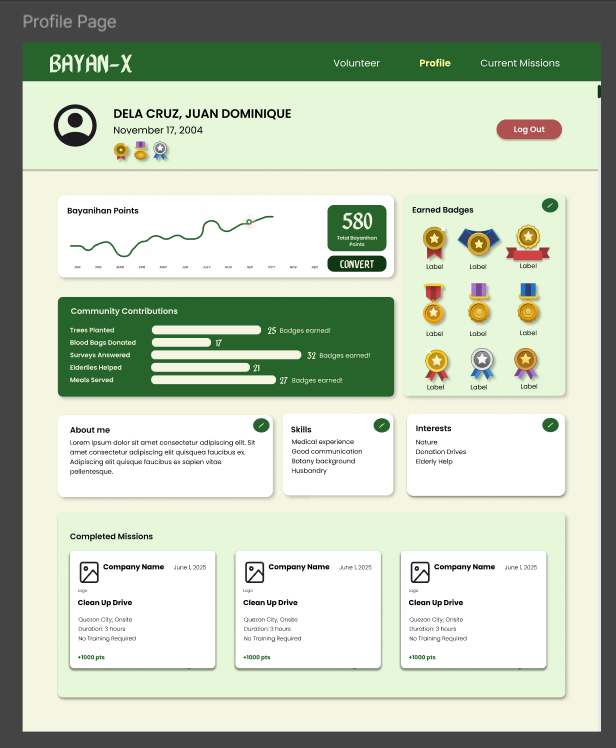 Profile Page
BAYAN-X
Volunteer
Profile
Current Missions
DELA CRUZ, JUAN DOMINIQUE
November 17, 2004
Log Out
Bayanihan Points
580
Total Bayanihan
Points
CONVERT
JAN FEB MAR APR MAY JUN JULY AUG SEP OCT NOV DEC
Earned Badges
Label Label Label
Label Label Label
Label Label Label
Community Contributions
Trees Planted 25 Badges earned!
Blood Bags Donated 17
Surveys Answered 32 Badges earned!
Elderlies Helped 21
Meals Served 27 Badges earned!
About me
Lorem ipsum dolor sit amet consectetur adipiscing elit. Sit
amet consectetur adipiscing elit quisquea faucibus ex.
Adipiscing elit quisque faucibus ex sapien vitae
pellentesque.
Skills
Medical experience
Good communication
Botany background
Husbandry
Interests
Nature
Donation Drives
Elderly Help
Completed Missions
Company Name
June 1, 2025
Logo
Clean Up Drive
Quezon City; Onsite
Duration: 3 hours
No Training Required
+1000 pts
Company Name
June 1, 2025
Logo
Clean Up Drive
Quezon City; Onsite
Duration: 3 hours
No Training Required
+1000 pts
Company Name
June 1, 2025
Logo
Clean Up Drive
Quezon City; Onsite
Duration: 3 hours
No Training Required
+1000 pts